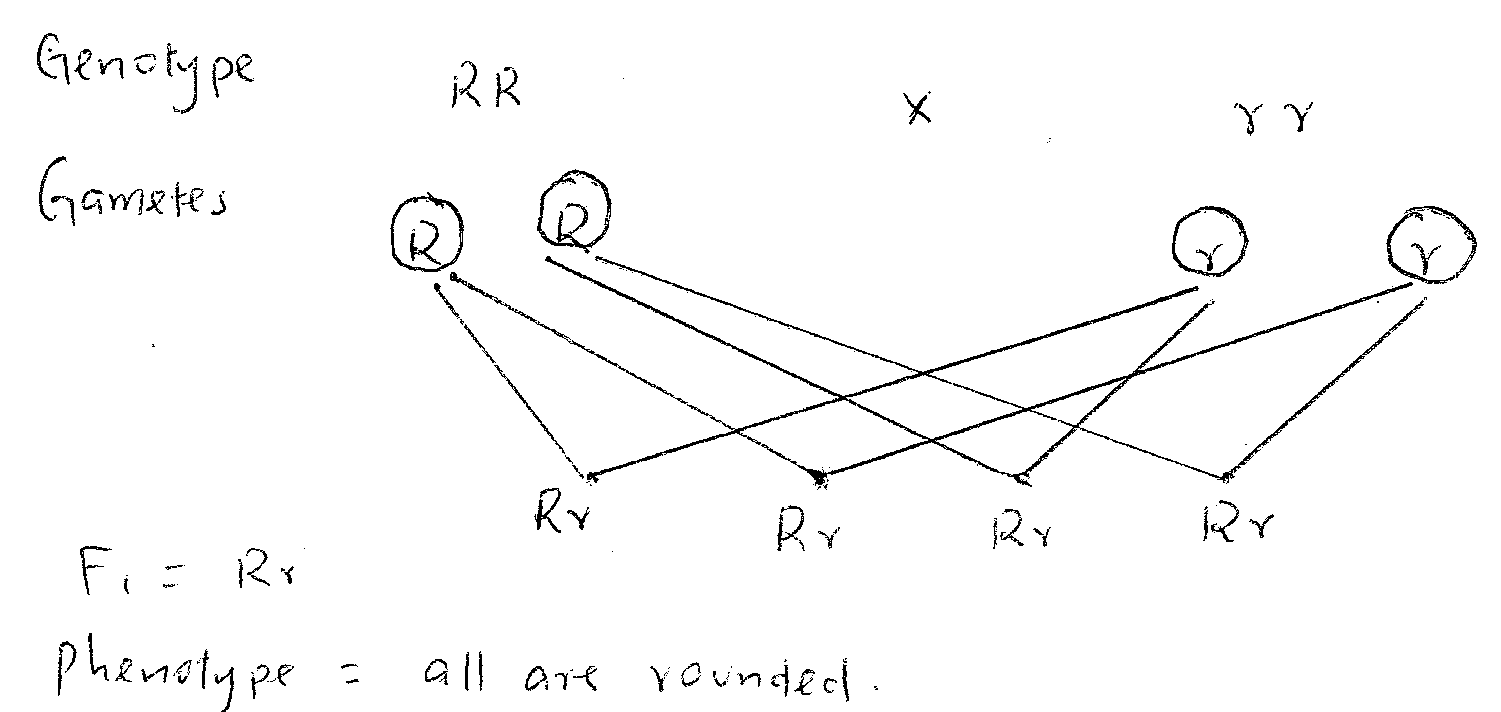 Genotype RR x rr
Gametes R R r r
Rr Rr Rr Rr
F1 = Rr
Phenotype = all are rounded.